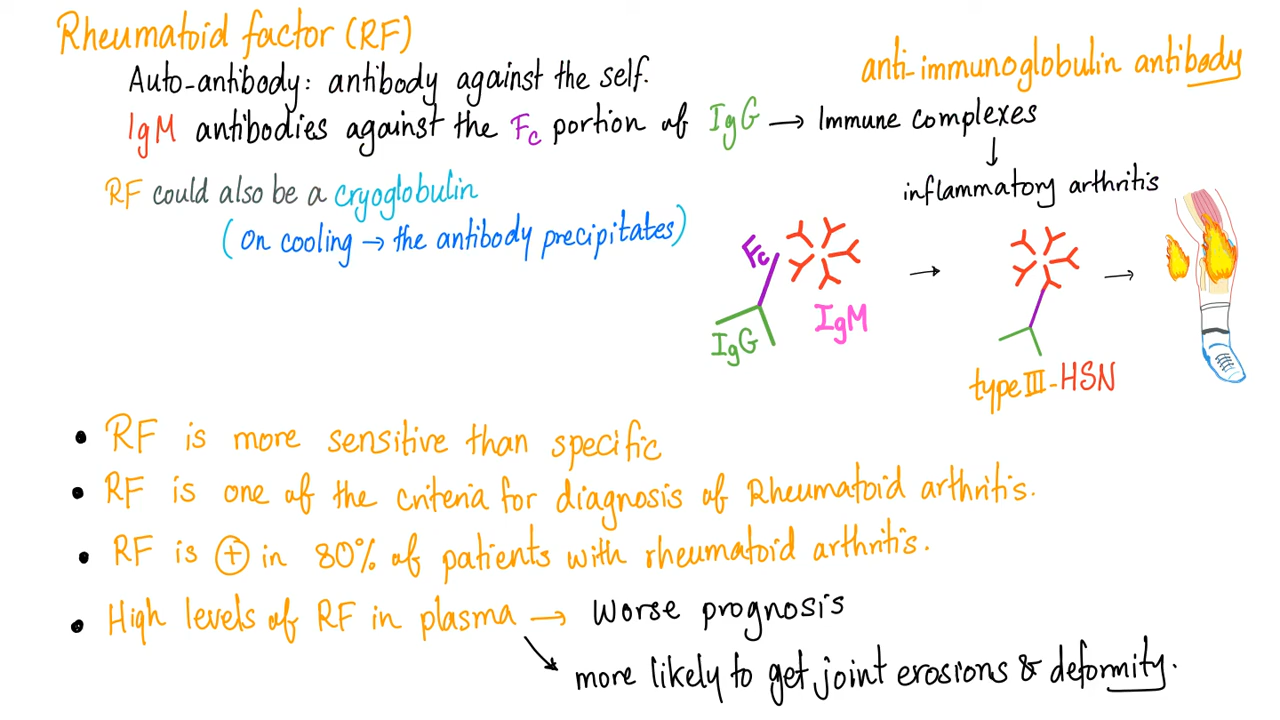 Rheumatoid factor (RF)
anti-immunoglobulin antibody
Auto-antibody: antibody against the self.
IgM antibodies against the Fc portion of IgG → Immune complexes
↓
inflammatory arthritis
RF could also be a cryoglobulin
(On cooling → the antibody precipitates)
Fc
→ →
IgG
IgM
type III-HSN
• RF is more sensitive than specific
• RF is one of the criteria for diagnosis of Rheumatoid arthritis.
• RF is ⊕ in 80% of patients with rheumatoid arthritis.
• High levels of RF in plasma → Worse prognosis
↘ more likely to get joint erosions & deformity.